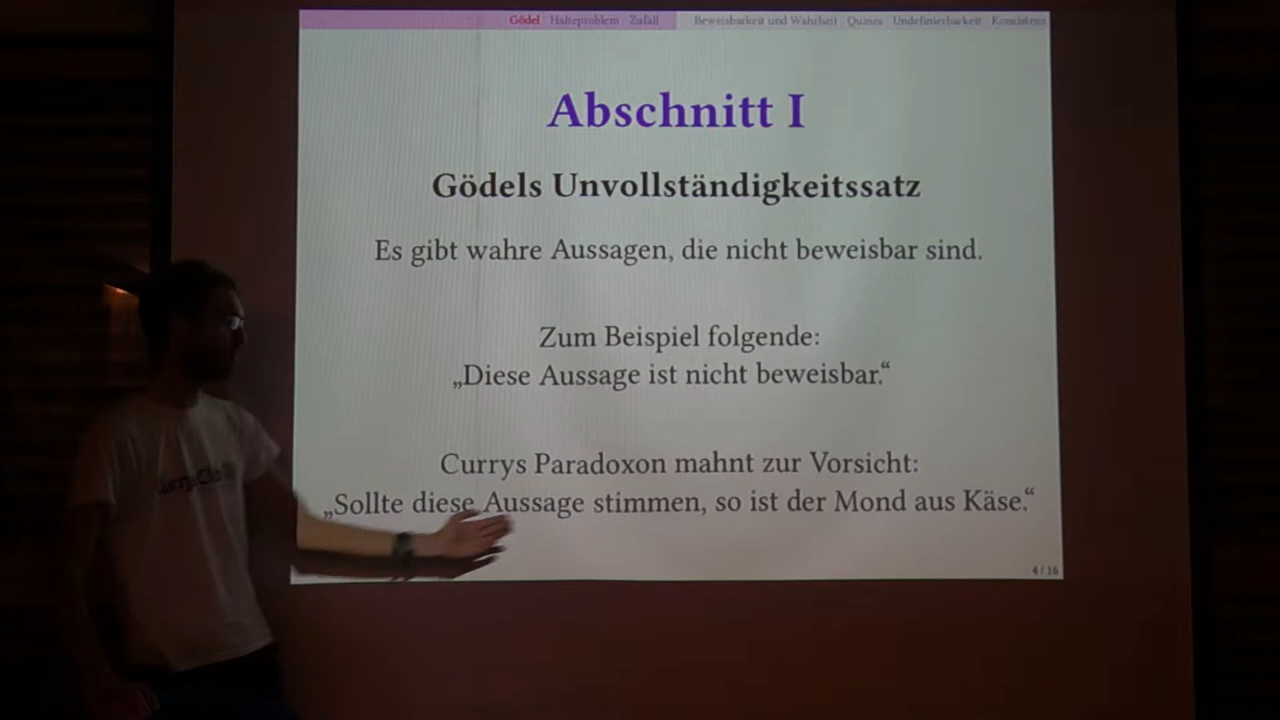 Gödel Halteproblem Zufall Beweisbarkeit und Wahrheit Quines Undefinierbarkeit Konsistenz
Abschnitt I
Gödels Unvollständigkeitssatz
Es gibt wahre Aussagen, die nicht beweisbar sind.
Zum Beispiel folgende:
„Diese Aussage ist nicht beweisbar.“
Currys Paradoxon mahnt zur Vorsicht:
„Sollte diese Aussage stimmen, so ist der Mond aus Käse.“
4 / 16